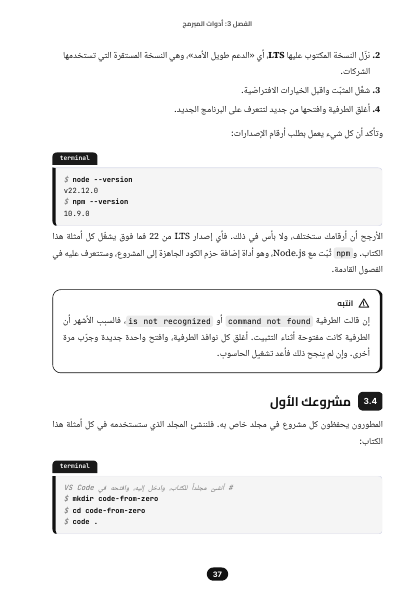 الفصل 3: أدوات المبرمج
2. نزّل النسخة المكتوب عليها LTS، أي «الدعم طويل الأمد»، وهي النسخة المستقرة التي تستخدمها
الشركات.
3. شغّل المثبّت واقبل الخيارات الافتراضية.
4. أغلق الطرفية وافتحها من جديد لتتعرف على البرنامج الجديد.
وتأكد أن كل شيء يعمل بطلب أرقام الإصدارات:
terminal
$ node --version
v22.12.0
$ npm --version
10.9.0
الأرجح أن أرقامك ستختلف، ولا بأس في ذلك. فأي إصدار LTS من 22 فما فوق يشغّل كل أمثلة هذا
الكتاب. و npm ثُبّت مع Node.js، وهو أداة إضافة حزم الكود الجاهزة إلى المشروع، وستتعرف عليه في
الفصول القادمة.
انتبه
إن قالت الطرفية command not found أو is not recognized، فالسبب الأشهر أن
الطرفية كانت مفتوحة أثناء التثبيت. أغلق كل نوافذ الطرفية، وافتح واحدة جديدة وجرّب مرة
أخرى. وإن لم ينجح ذلك فأعد تشغيل الحاسوب.
3.4 مشروعك الأول
المطورون يحفظون كل مشروع في مجلد خاص به. فلننشئ المجلد الذي ستستخدمه في كل أمثلة هذا
الكتاب:
terminal
# أنشئ مجلداً للكتاب، وادخل إليه، وافتحه في VS Code
$ mkdir code-from-zero
$ cd code-from-zero
$ code .
37